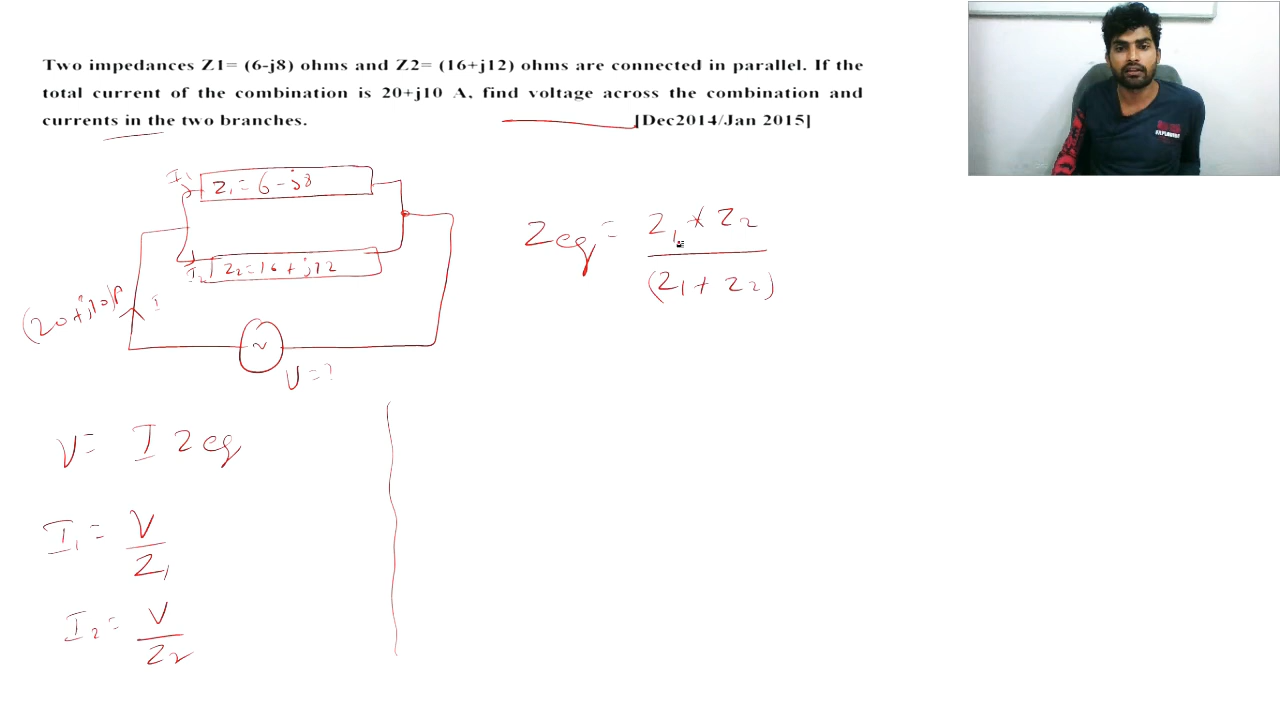 Two impedances Z1= (6-j8) ohms and Z2= (16+j12) ohms are connected in parallel. If the
total current of the combination is 20+j10 A, find voltage across the combination and
currents in the two branches. [Dec2014/Jan 2015]
I1
Z1 = 6 - j8
I2
Z2 = 16 + j12
(20+j10)A
I
V = ?
Zeq = Z1 * Z2
(Z1 + Z2)
V = I Zeq
I1 = V
Z1
I2 = V
Z2